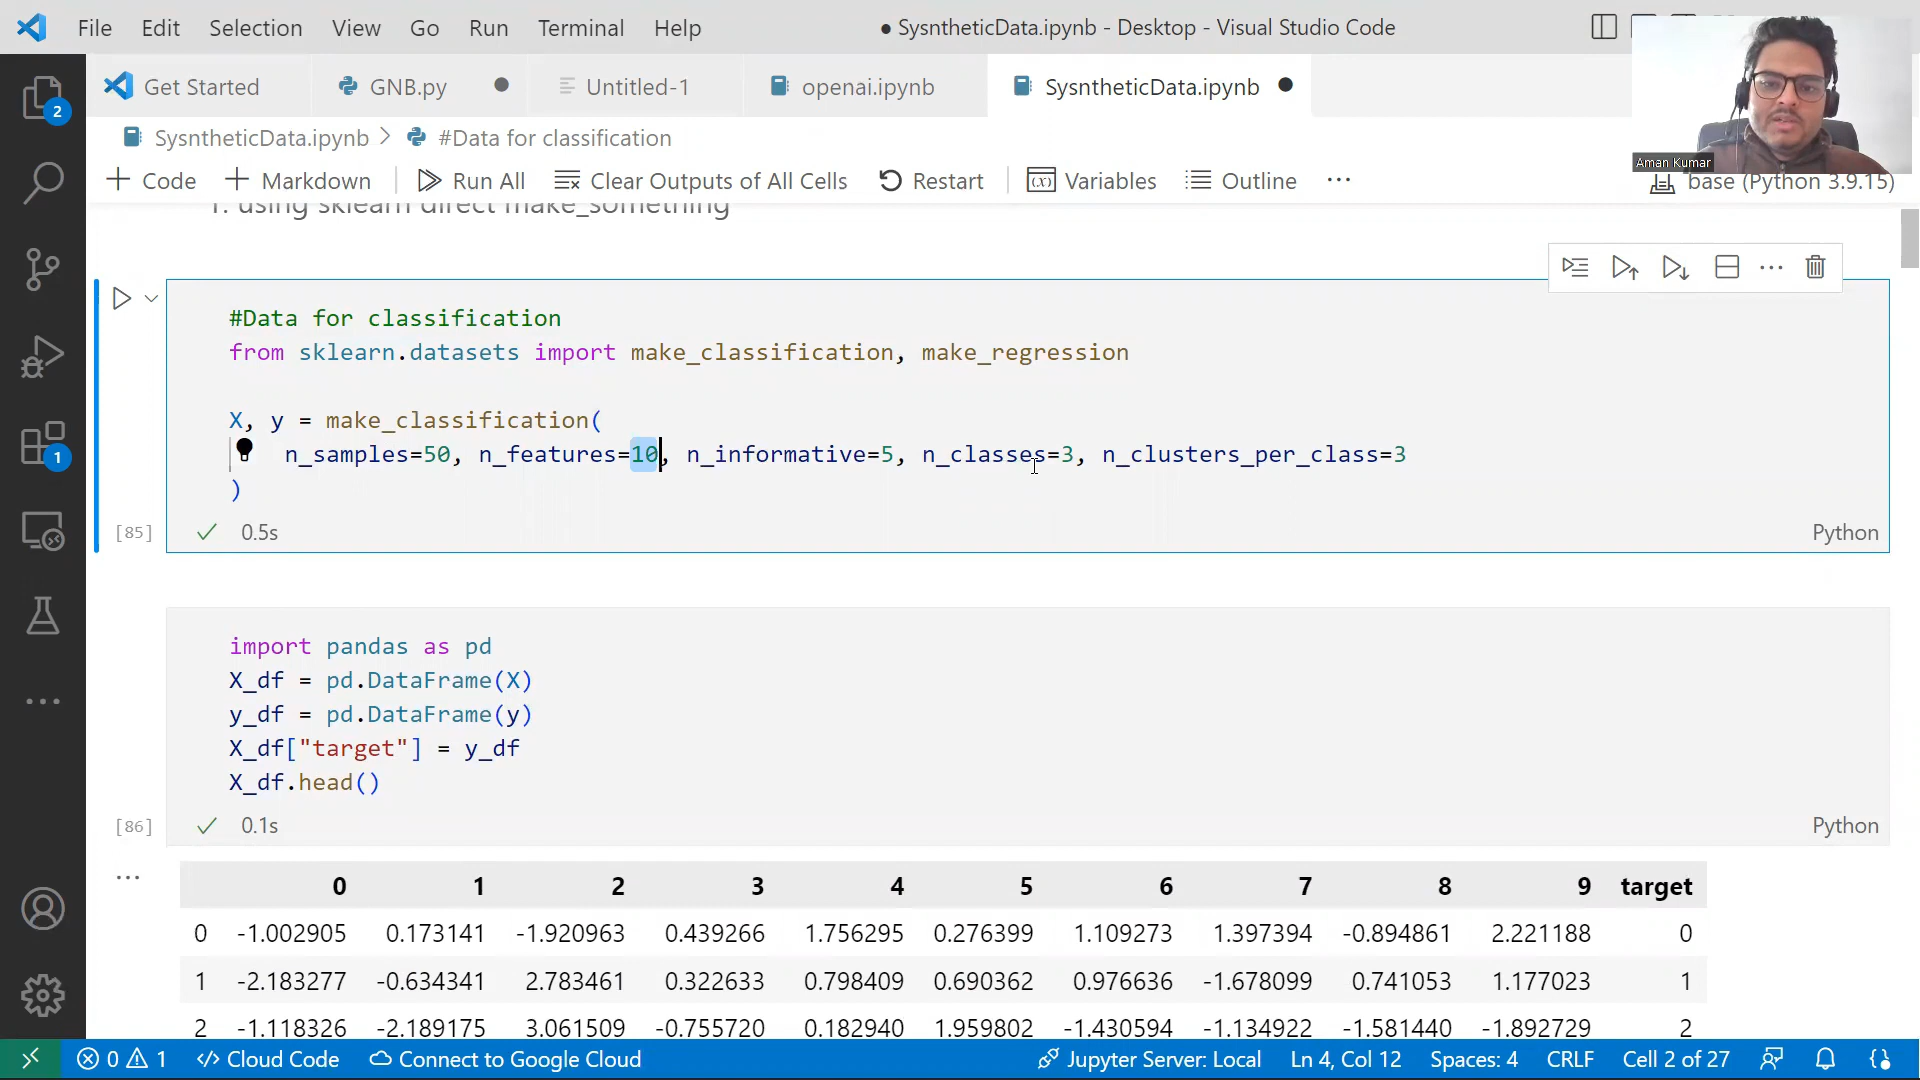 File Edit Selection View Go Run Terminal Help
● SysntheticData.ipynb - Desktop - Visual Studio Code
Get Started GNB.py Untitled-1 openai.ipynb SysntheticData.ipynb
SysntheticData.ipynb > #Data for classification
Aman Kumar
+ Code + Markdown Run All Clear Outputs of All Cells Restart Variables Outline ... base (Python 3.9.15)
1. using sklearn direct make_something
#Data for classification
from sklearn.datasets import make_classification, make_regression
X, y = make_classification(
n_samples=50, n_features=10, n_informative=5, n_classes=3, n_clusters_per_class=3
)
[85] 0.5s Python
import pandas as pd
X_df = pd.DataFrame(X)
y_df = pd.DataFrame(y)
X_df["target"] = y_df
X_df.head()
[86] 0.1s Python
0 1 2 3 4 5 6 7 8 9 target
0 -1.002905 0.173141 -1.920963 0.439266 1.756295 0.276399 1.109273 1.397394 -0.894861 2.221188 0
1 -2.183277 -0.634341 2.783461 0.322633 0.798409 0.690362 0.976636 -1.678099 0.741053 1.177023 1
2 -1.118326 -2.189175 3.061509 -0.755720 0.182940 1.959802 -1.430594 -1.134922 -1.581440 -1.892729 2
0 1 Cloud Code Connect to Google Cloud Jupyter Server: Local Ln 4, Col 12 Spaces: 4 CRLF Cell 2 of 27
2
1